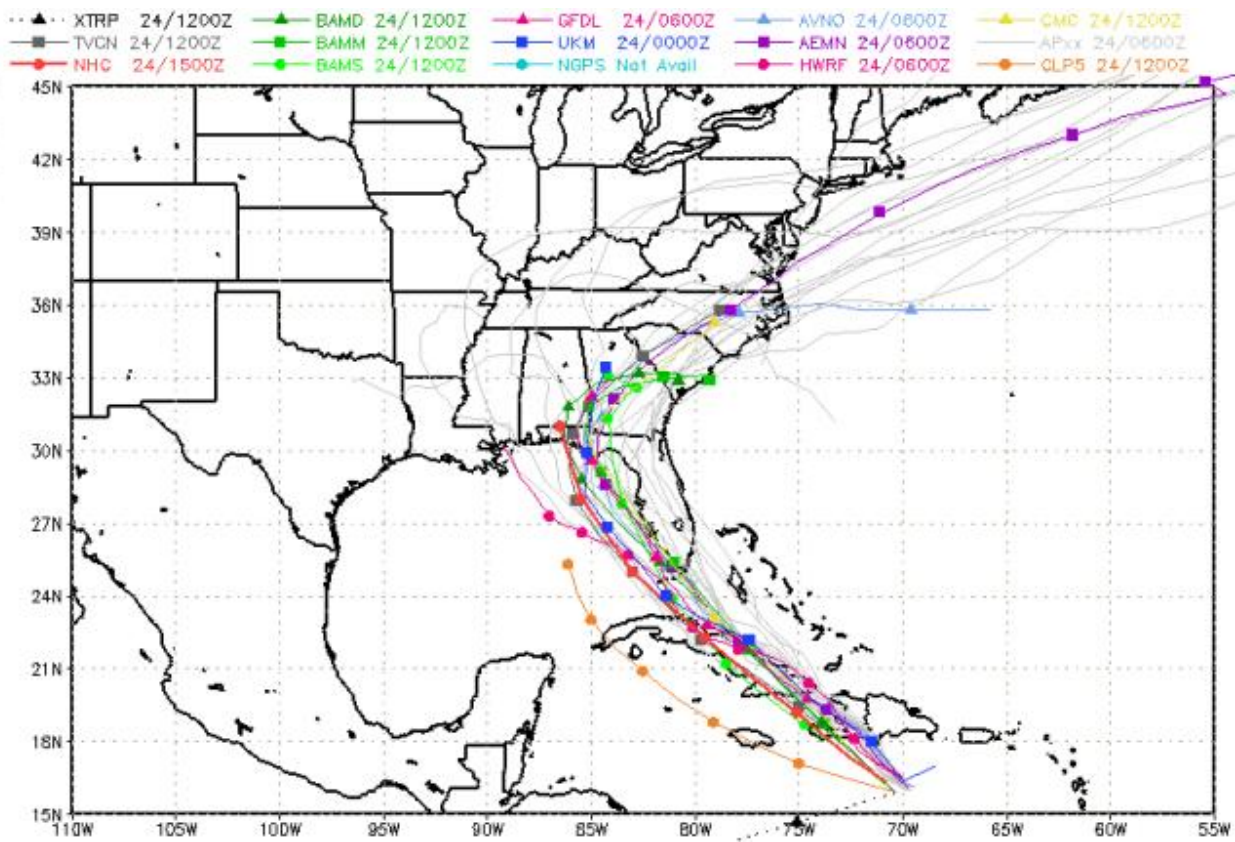 XTRP 24/1200Z BAMD 24/1200Z GFDL 24/0600Z AVNO 24/0600Z CMC 24/1200Z
TVCN 24/1200Z BAMM 24/1200Z UKM 24/0000Z AEMN 24/0600Z APxx 24/0600Z
NHC 24/1500Z BAMS 24/1200Z NGPS Not Avail HWRF 24/0600Z CLP5 24/1200Z
45N
42N
39N
36N
33N
30N
27N
24N
21N
18N
15N
110W 105W 100W 95W 90W 85W 80W 75W 70W 65W 60W 55W